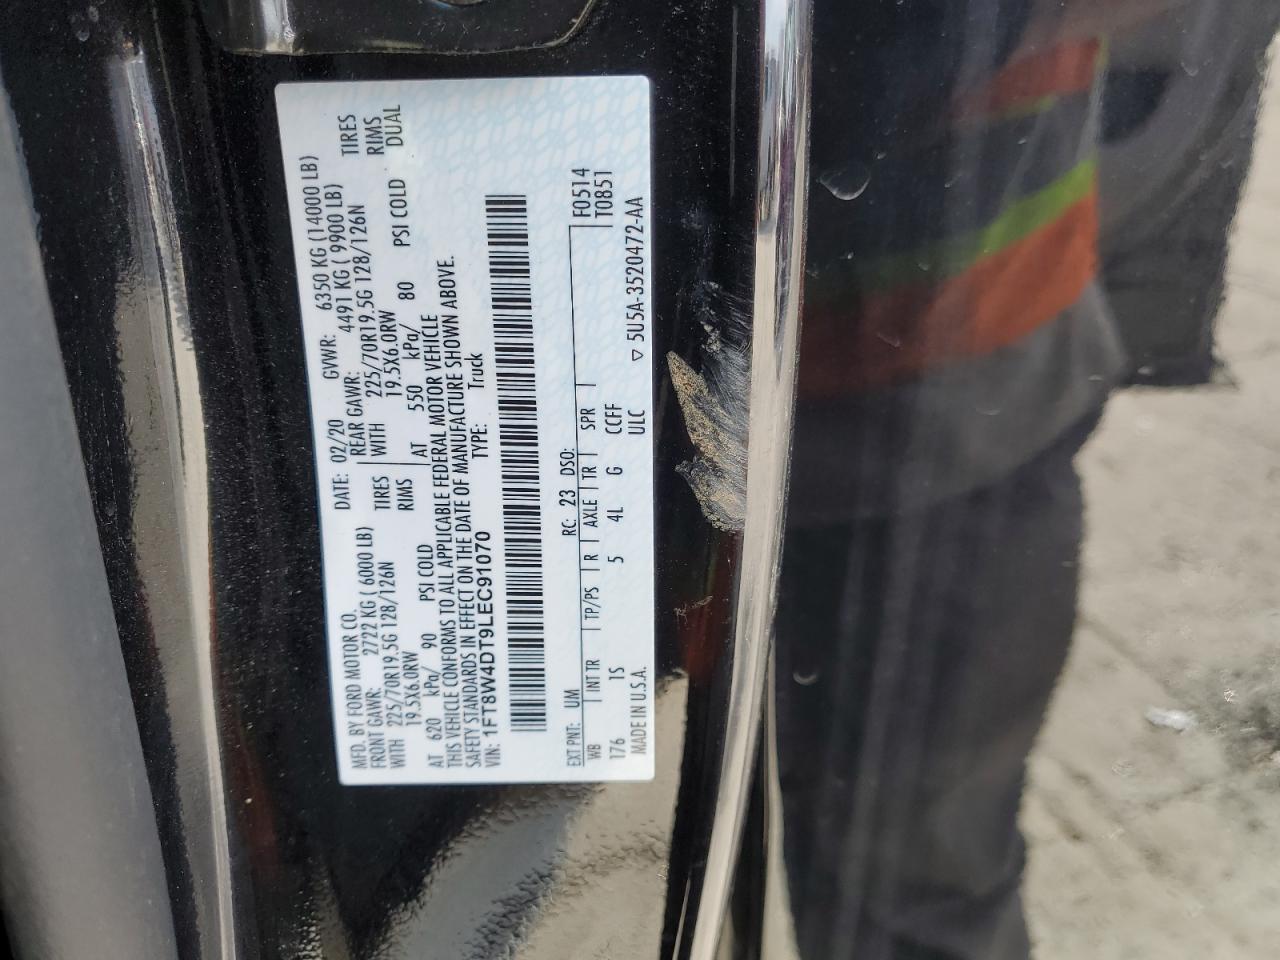 MFD. BY FORD MOTOR CO.
DATE: 02/20 GVWR: 6350 KG (14000 LB)
FRONT GAWR: 2722 KG ( 6000 LB) REAR GAWR: 4491 KG ( 9900 LB)
WITH 225/70R19.5G 128/126N TIRES WITH 225/70R19.5G 128/126N TIRES
19.5X6.0RW RIMS 19.5X6.0RW RIMS
AT 620 kPa/ 90 PSI COLD AT 550 kPa/ 80 PSI COLD DUAL
THIS VEHICLE CONFORMS TO ALL APPLICABLE FEDERAL MOTOR VEHICLE
SAFETY STANDARDS IN EFFECT ON THE DATE OF MANUFACTURE SHOWN ABOVE.
VIN: 1FT8W4DT9LEC91070 TYPE: Truck
EXT PNT: UM RC: 23 DSO: F0514
WB INT TR TP/PS R AXLE TR SPR T0851
176 1S 5 4L G CCFF
MADE IN U.S.A. ULC ▽ 5U5A-3520472-AA